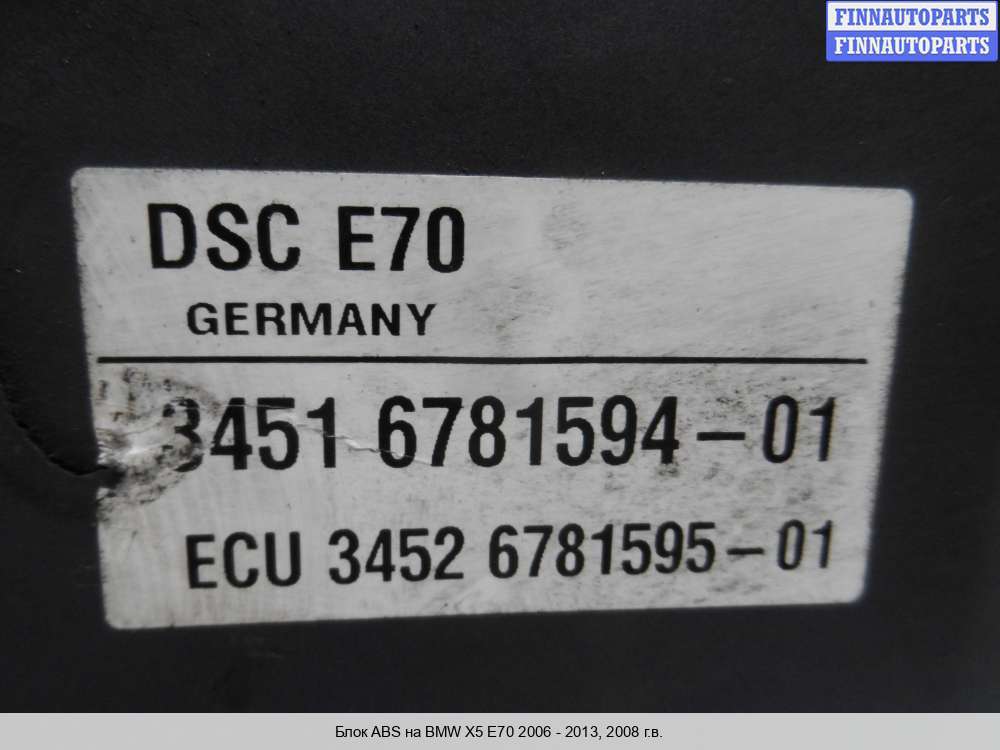 FINNAUTOPARTS
FINNAUTOPARTS
DSC E70
GERMANY
3451 6781594-01
ECU 3452 6781595-01
Блок ABS на BMW X5 E70 2006 - 2013, 2008 г.в.